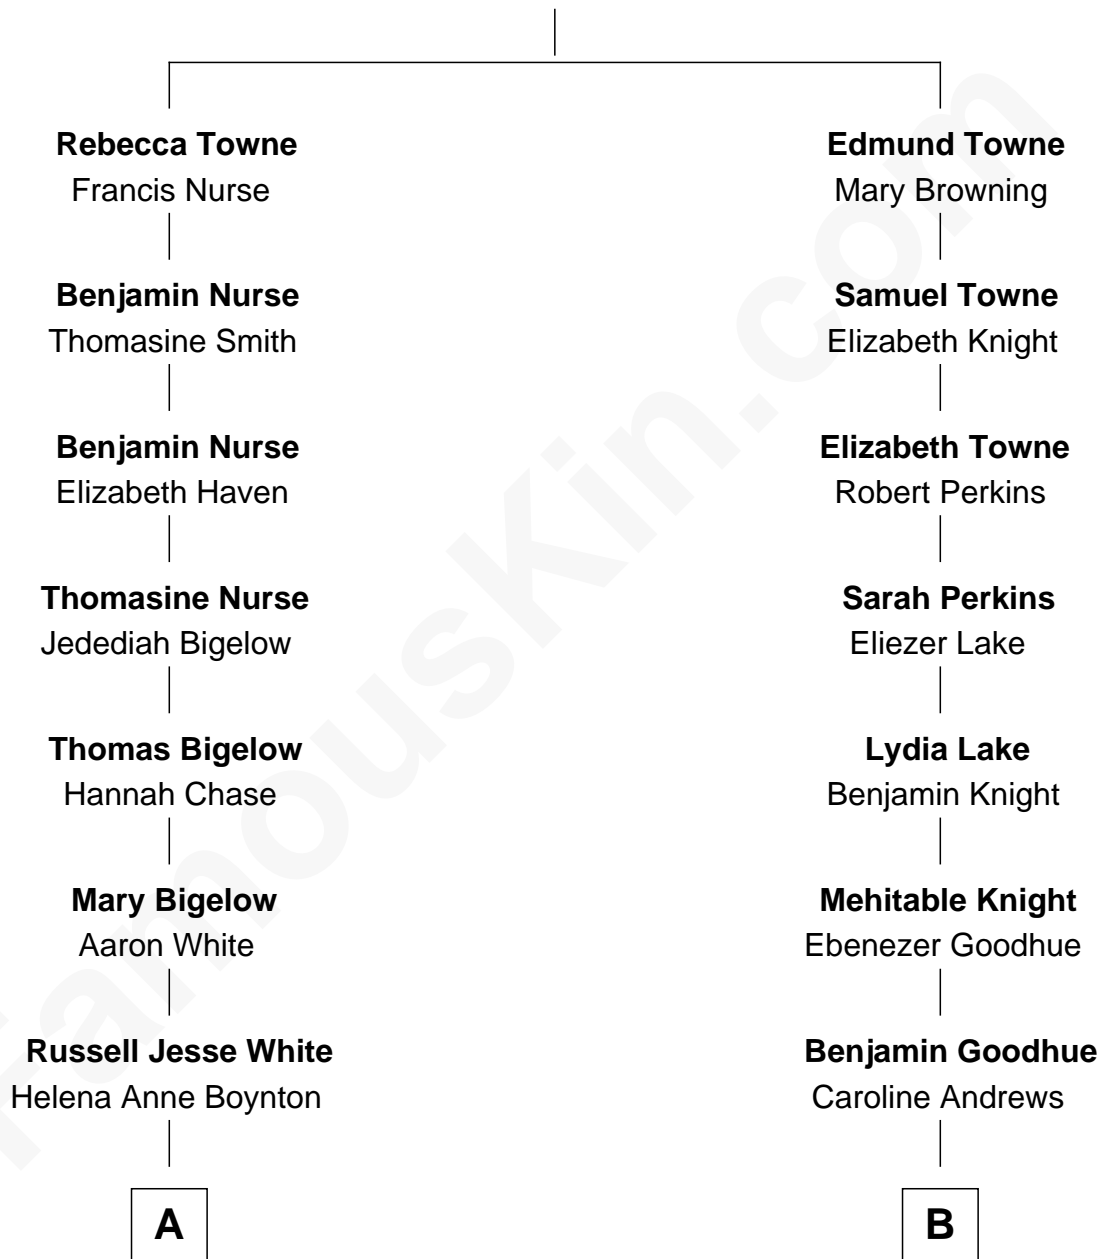 Rebecca Towne
Francis Nurse
Benjamin Nurse
Thomasine Smith
Benjamin Nurse
Elizabeth Haven
Thomasine Nurse
Jedediah Bigelow
Thomas Bigelow
Hannah Chase
Mary Bigelow
Aaron White
Russell Jesse White
Helena Anne Boynton
A
Edmund Towne
Mary Browning
Samuel Towne
Elizabeth Knight
Elizabeth Towne
Robert Perkins
Sarah Perkins
Eliezer Lake
Lydia Lake
Benjamin Knight
Mehitable Knight
Ebenezer Goodhue
Benjamin Goodhue
Caroline Andrews
B
FamousKin.com